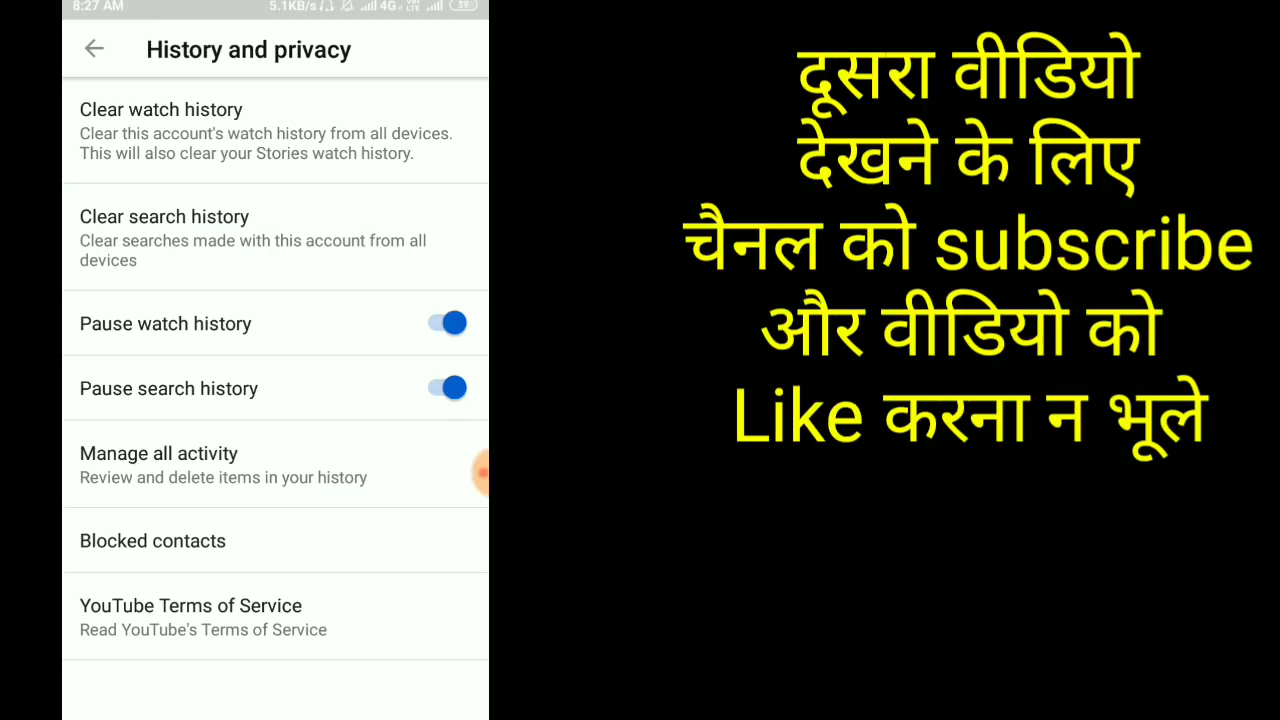 8:27 AM 5.1KB/s 4G VoLTE 39
History and privacy
Clear watch history
Clear this account's watch history from all devices.
This will also clear your Stories watch history.
Clear search history
Clear searches made with this account from all
devices
Pause watch history
Pause search history
Manage all activity
Review and delete items in your history
Blocked contacts
YouTube Terms of Service
Read YouTube's Terms of Service
दूसरा वीडियो
देखने के लिए
चैनल को subscribe
और वीडियो को
Like करना न भूले